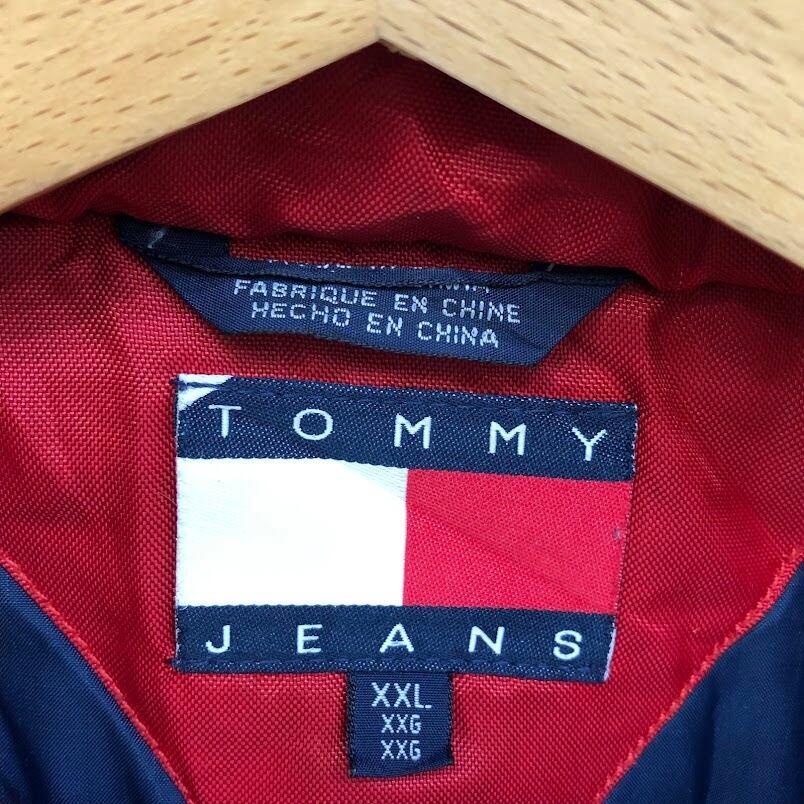 FABRIQUE EN CHINE
HECHO EN CHINA
TOMMY
JEANS
XXL
XXG
XXG